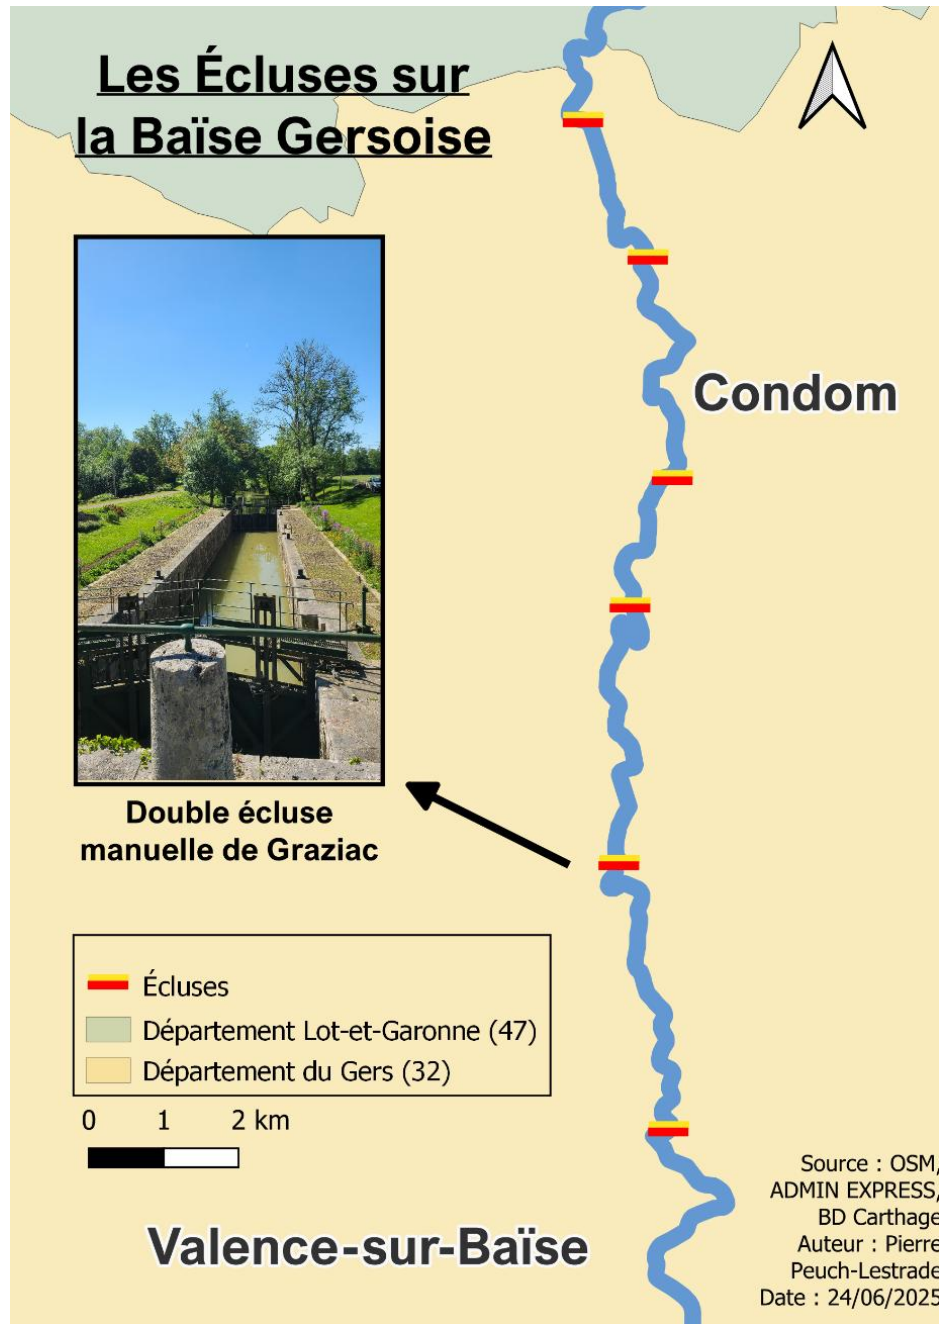 Les Écluses sur
la Baïse Gersoise
Condom
Double écluse
manuelle de Graziac
Écluses
Département Lot-et-Garonne (47)
Département du Gers (32)
0 1 2 km
Valence-sur-Baïse
Source : OSM,
ADMIN EXPRESS,
BD Carthage
Auteur : Pierre
Peuch-Lestrade
Date : 24/06/2025